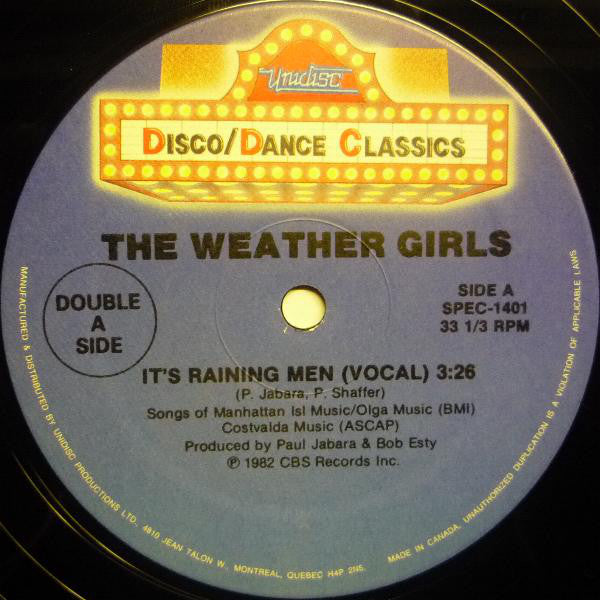 Unidisc
DISCO/DANCE CLASSICS
THE WEATHER GIRLS
DOUBLE
A
SIDE
SIDE A
SPEC-1401
33 1/3 RPM
IT'S RAINING MEN (VOCAL) 3:26
(P. Jabara, P. Shaffer)
Songs of Manhattan Isl Music/Olga Music (BMI)
Costvalda Music (ASCAP)
Produced by Paul Jabara & Bob Esty
℗ 1982 CBS Records Inc.
MANUFACTURED & DISTRIBUTED BY UNIDISC PRODUCTIONS LTD. 4810 JEAN TALON W., MONTREAL, QUEBEC H4P 2N5. MADE IN CANADA, UNAUTHORIZED DUPLICATION IS A VIOLATION OF APPLICABLE LAWS